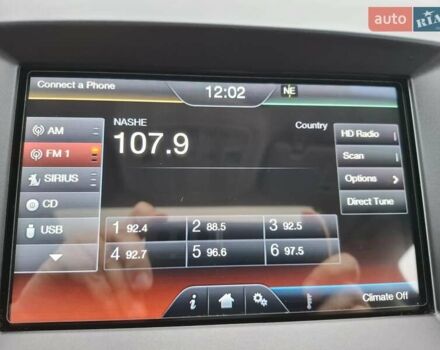 auto RIA
Connect a Phone 12:02 NE
NASHE Country
107.9
AM
FM 1
SIRIUS
CD
USB
HD Radio
Scan
Options
Direct Tune
1 92.4 2 88.5 3 92.5
4 92.7 5 96.6 6 97.5
i
Climate Off